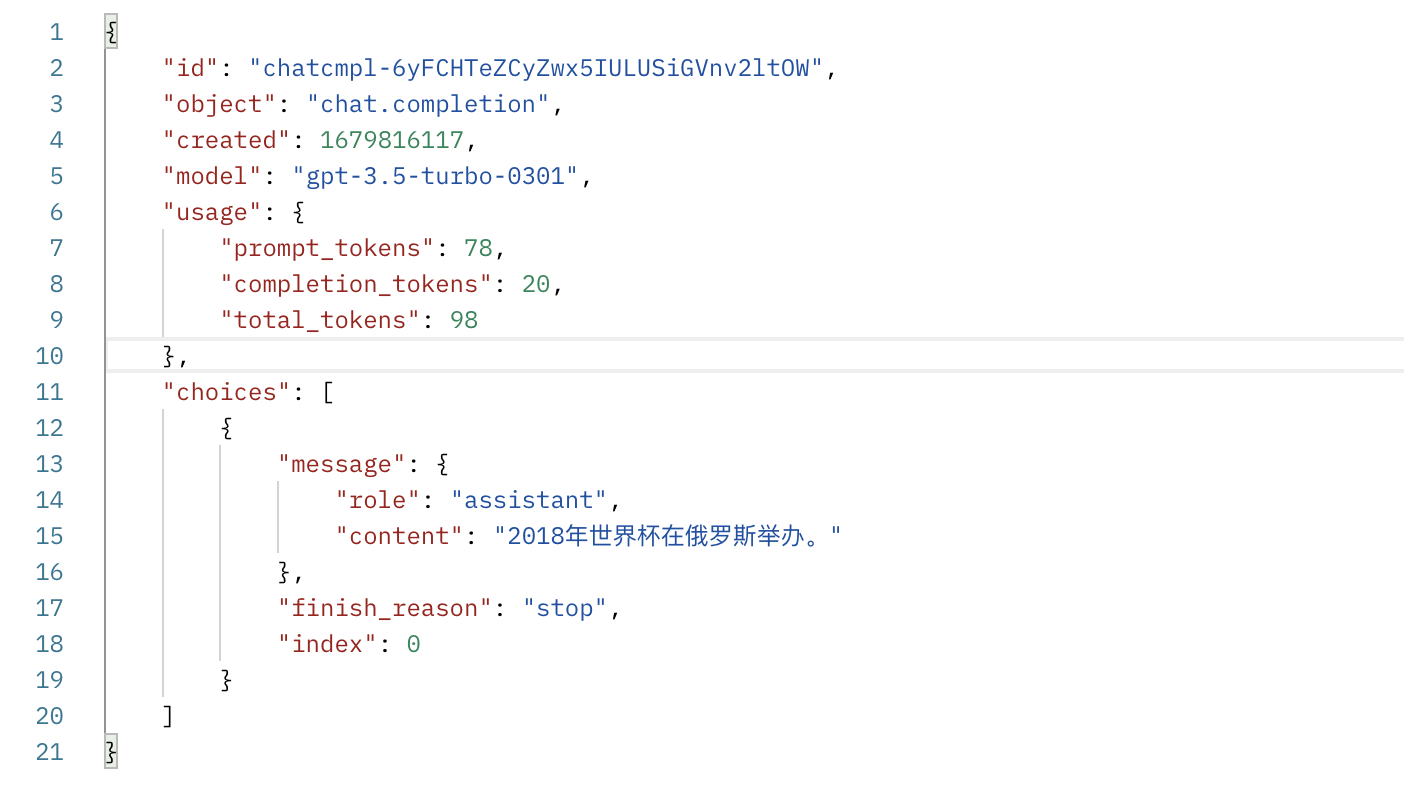 1 {
2 "id": "chatcmpl-6yFCHTeZCyZwx5IULUSiGVnv2ltOW",
3 "object": "chat.completion",
4 "created": 1679816117,
5 "model": "gpt-3.5-turbo-0301",
6 "usage": {
7 "prompt_tokens": 78,
8 "completion_tokens": 20,
9 "total_tokens": 98
10 },
11 "choices": [
12 {
13 "message": {
14 "role": "assistant",
15 "content": "2018年世界杯在俄罗斯举办。"
16 },
17 "finish_reason": "stop",
18 "index": 0
19 }
20 ]
21 }